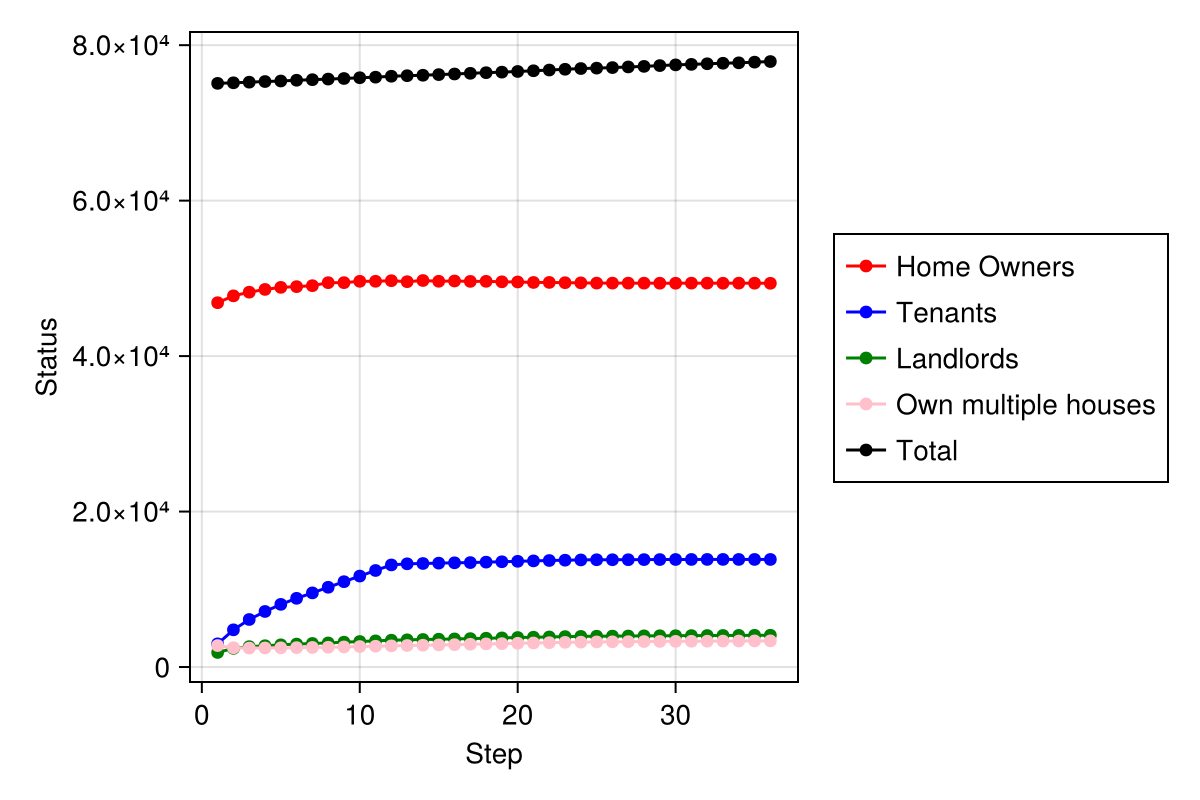 8.0×10⁴
6.0×10⁴
4.0×10⁴
2.0×10⁴
0
Status
0 10 20 30
Step
Home Owners
Tenants
Landlords
Own multiple houses
Total